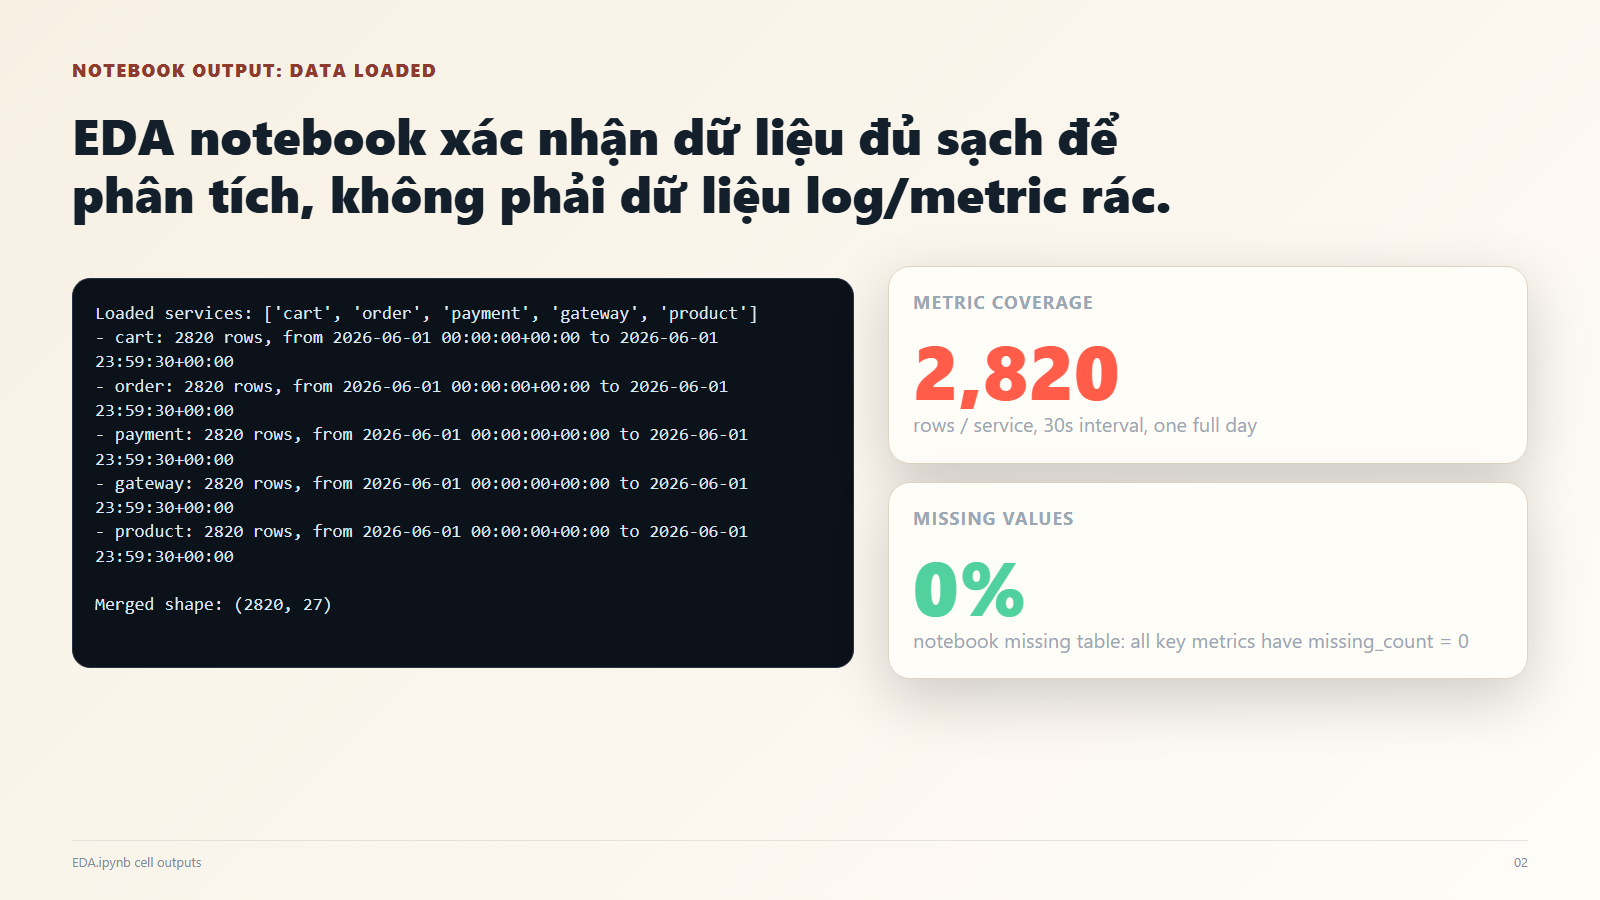 NOTEBOOK OUTPUT: DATA LOADED
EDA notebook xác nhận dữ liệu đủ sạch để
phân tích, không phải dữ liệu log/metric rác.
Loaded services: ['cart', 'order', 'payment', 'gateway', 'product']
- cart: 2820 rows, from 2026-06-01 00:00:00+00:00 to 2026-06-01
23:59:30+00:00
- order: 2820 rows, from 2026-06-01 00:00:00+00:00 to 2026-06-01
23:59:30+00:00
- payment: 2820 rows, from 2026-06-01 00:00:00+00:00 to 2026-06-01
23:59:30+00:00
- gateway: 2820 rows, from 2026-06-01 00:00:00+00:00 to 2026-06-01
23:59:30+00:00
- product: 2820 rows, from 2026-06-01 00:00:00+00:00 to 2026-06-01
23:59:30+00:00
Merged shape: (2820, 27)
METRIC COVERAGE
2,820
rows / service, 30s interval, one full day
MISSING VALUES
0%
notebook missing table: all key metrics have missing_count = 0
EDA.ipynb cell outputs
02